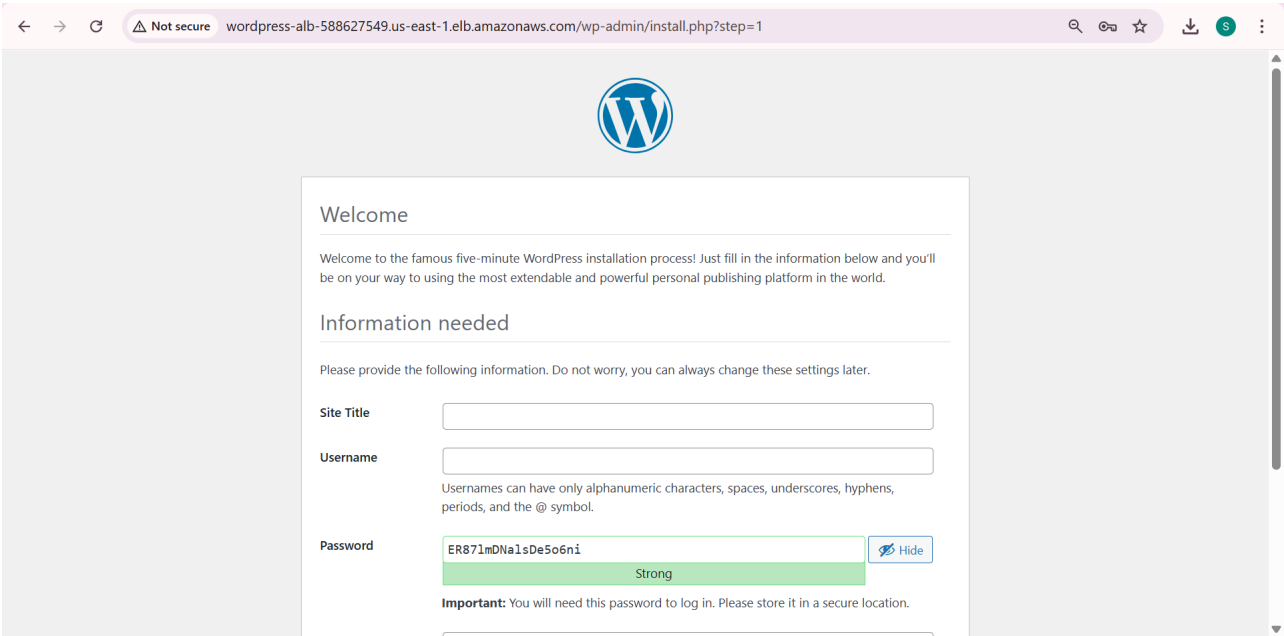 Not secure wordpress-alb-588627549.us-east-1.elb.amazonaws.com/wp-admin/install.php?step=1
S
Welcome
Welcome to the famous five-minute WordPress installation process! Just fill in the information below and you'll
be on your way to using the most extendable and powerful personal publishing platform in the world.
Information needed
Please provide the following information. Do not worry, you can always change these settings later.
Site Title
Username
Usernames can have only alphanumeric characters, spaces, underscores, hyphens,
periods, and the @ symbol.
Password ER87lmDNalsDe5o6ni Hide
Strong
Important: You will need this password to log in. Please store it in a secure location.